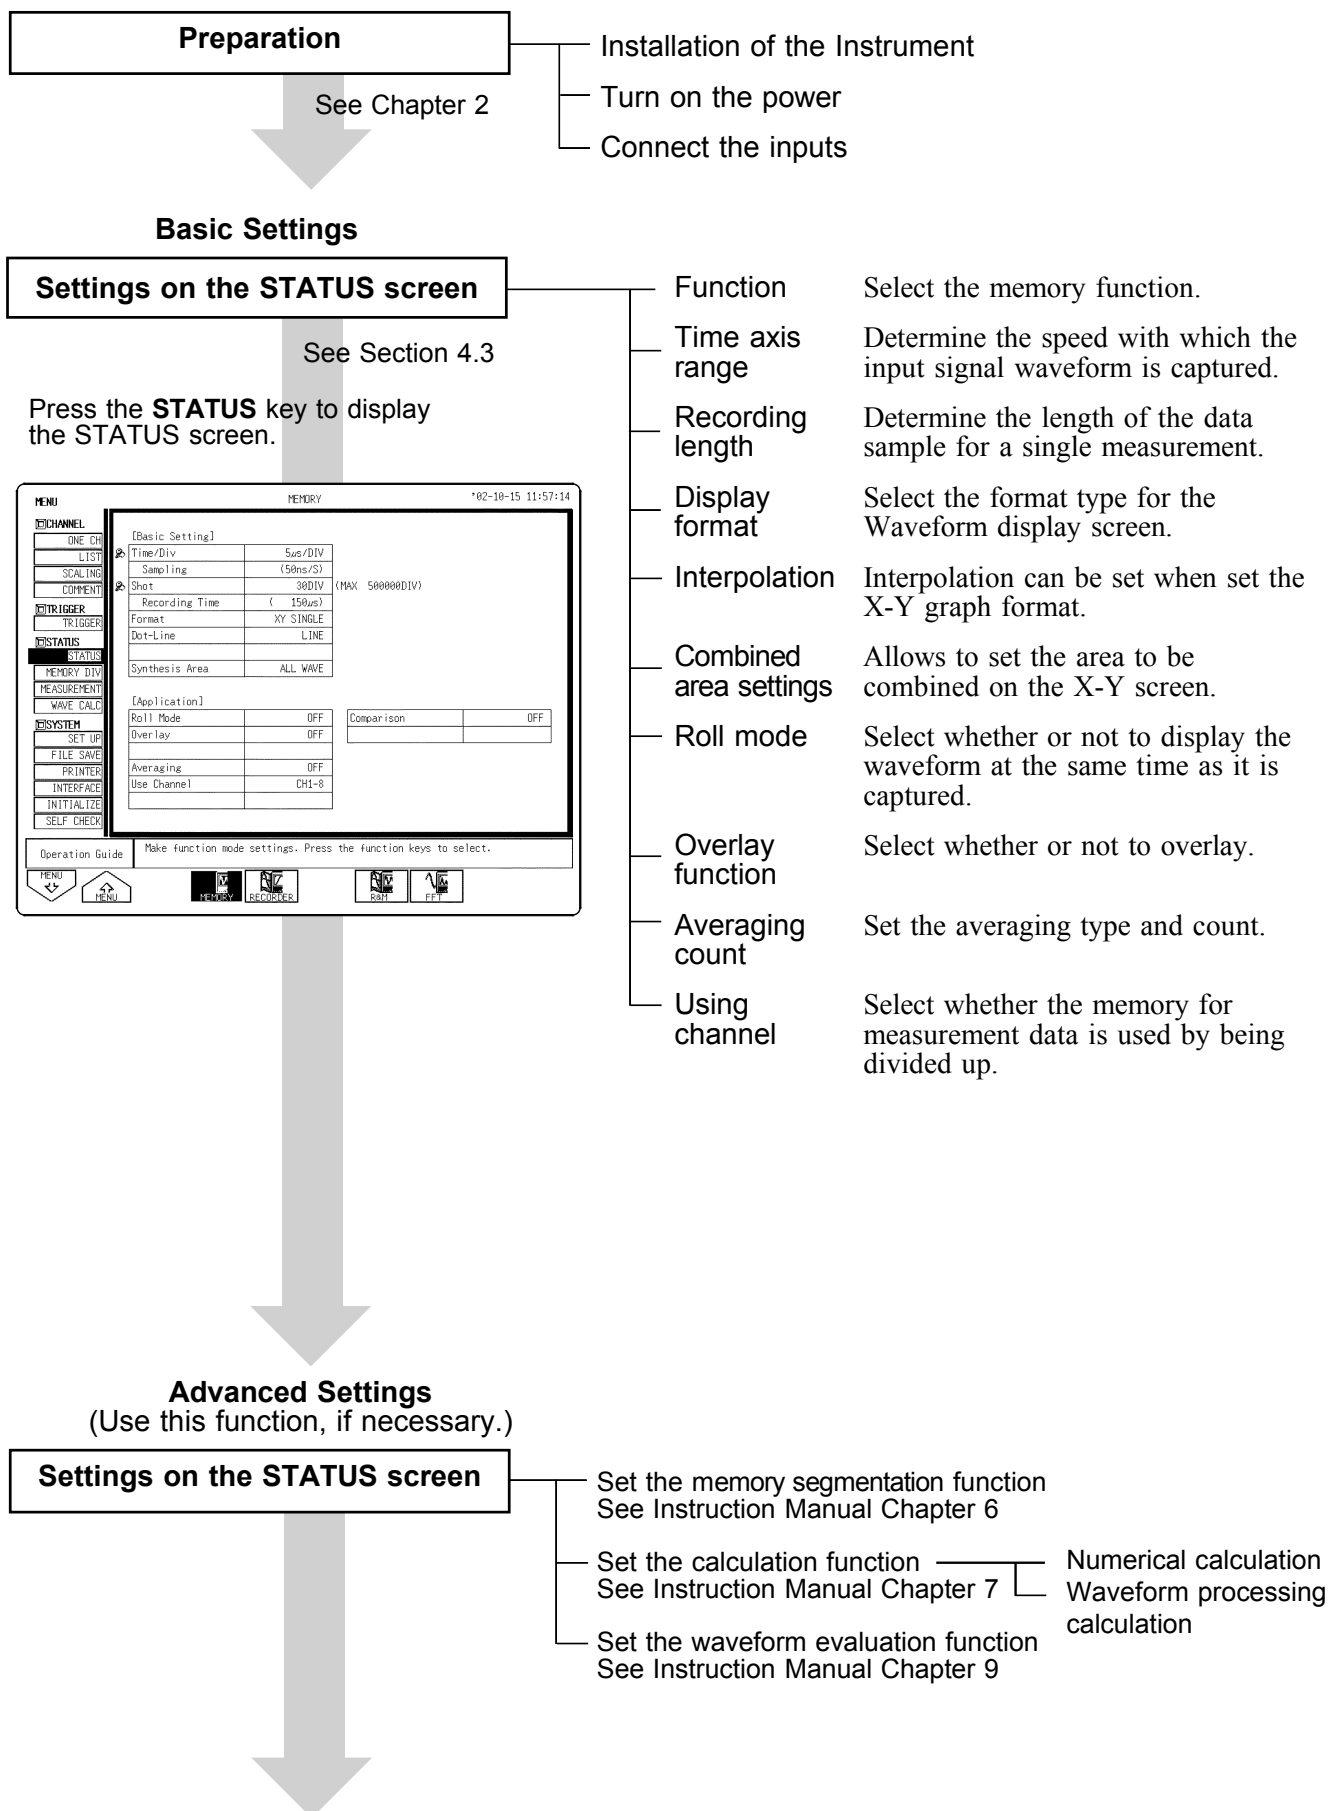 Preparation
Installation of the Instrument
See Chapter 2
Turn on the power
Connect the inputs
Basic Settings
Settings on the STATUS screen
See Section 4.3
Press the STATUS key to display
the STATUS screen.
MENU
MEMORY
'02-10-15 11:57:14
CHANNEL
ONE CH
LIST
SCALING
COMMENT
TRIGGER
TRIGGER
STATUS
STATUS
MEMORY DIV
MEASUREMENT
WAVE CALC
SYSTEM
SET UP
FILE SAVE
PRINTER
INTERFACE
INITIALIZE
SELF CHECK
[Basic Setting]
Time/Div 5µs/DIV
Sampling (50ns/S)
Shot 30DIV (MAX 500000DIV)
Recording Time ( 150µs)
Format XY SINGLE
Dot-Line LINE
Synthesis Area ALL WAVE
[Application]
Roll Mode OFF Comparison OFF
Overlay OFF
Averaging OFF
Use Channel CH1-8
Operation Guide
Make function mode settings. Press the function keys to select.
MENU
MENU
MEMORY
RECORDER
R&M
FFT
Function Select the memory function.
Time axis
range
Determine the speed with which the
input signal waveform is captured.
Recording
length
Determine the length of the data
sample for a single measurement.
Display
format
Select the format type for the
Waveform display screen.
Interpolation
Interpolation can be set when set the
X-Y graph format.
Combined
area settings
Allows to set the area to be
combined on the X-Y screen.
Roll mode
Select whether or not to display the
waveform at the same time as it is
captured.
Overlay
function
Select whether or not to overlay.
Averaging
count
Set the averaging type and count.
Using
channel
Select whether the memory for
measurement data is used by being
divided up.
Advanced Settings
(Use this function, if necessary.)
Settings on the STATUS screen
Set the memory segmentation function
See Instruction Manual Chapter 6
Set the calculation function
See Instruction Manual Chapter 7
Numerical calculation
Waveform processing
calculation
Set the waveform evaluation function
See Instruction Manual Chapter 9